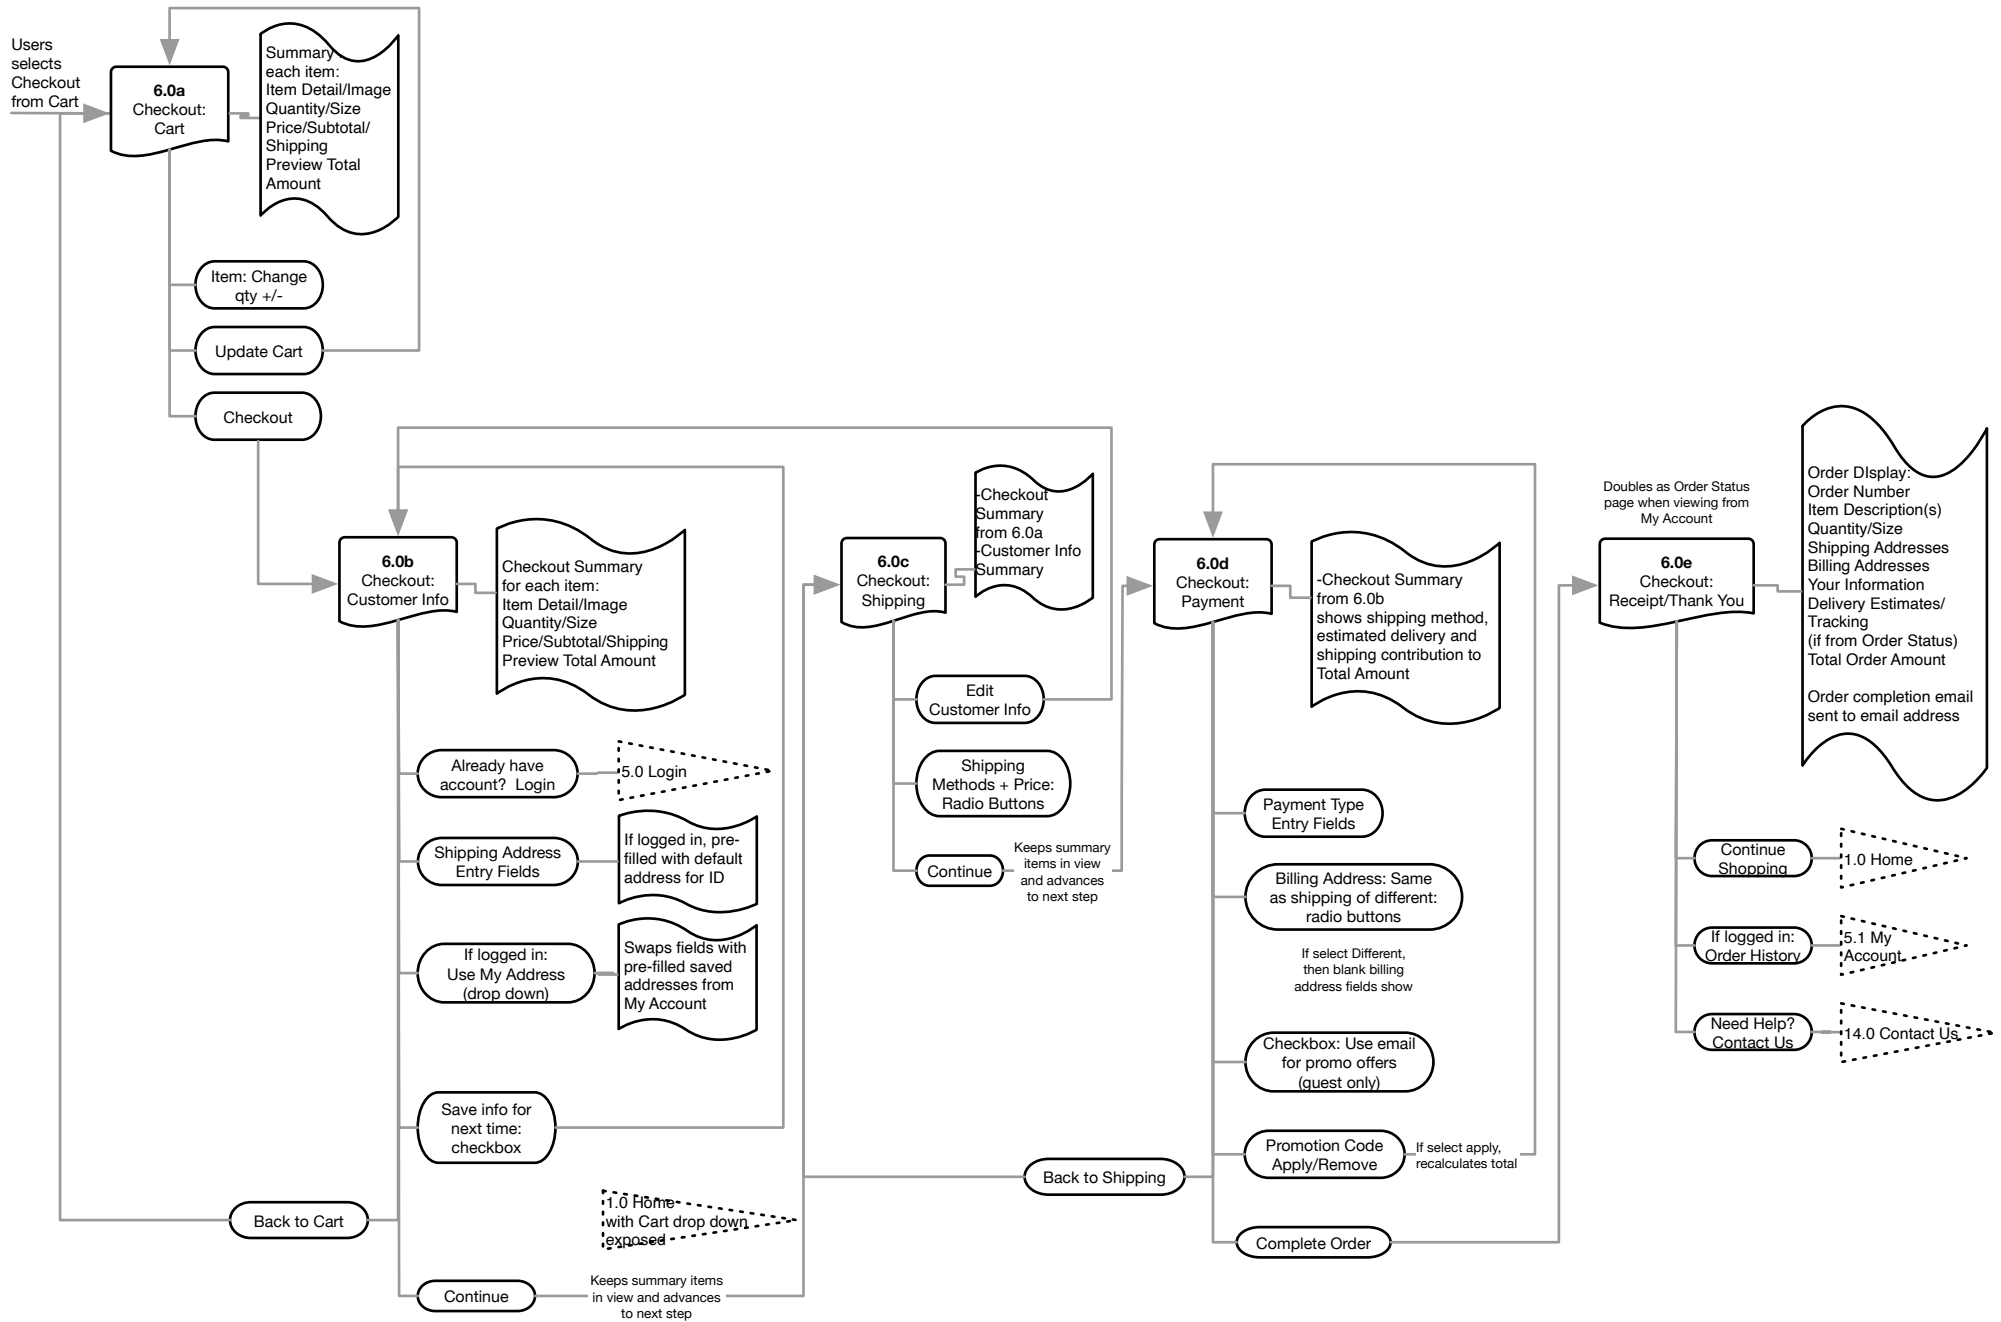 Users
selects
Checkout
from Cart
6.0a
Checkout:
Cart
Summary
each item:
Item Detail/Image
Quantity/Size
Price/Subtotal/
Shipping
Preview Total
Amount
Item: Change
qty +/-
Update Cart
Checkout
6.0b
Checkout:
Customer Info
Checkout Summary
for each item:
Item Detail/Image
Quantity/Size
Price/Subtotal/Shipping
Preview Total Amount
Already have
account?  Login
5.0 Login
Shipping Address
Entry Fields
If logged in, pre-
filled with default
address for ID
If logged in:
Use My Address
(drop down)
Swaps fields with
pre-filled saved
addresses from
My Account
Save info for
next time:
checkbox
Back to Cart
1.0 Home
with Cart drop down
exposed
Continue
Keeps summary items
in view and advances
to next step
6.0c
Checkout:
Shipping
-Checkout
Summary
from 6.0a
-Customer Info
Summary
Edit
Customer Info
Shipping
Methods + Price:
Radio Buttons
Continue
Keeps summary
items in view
and advances
to next step
6.0d
Checkout:
Payment
-Checkout Summary
from 6.0b
shows shipping method,
estimated delivery and
shipping contribution to
Total Amount
Payment Type
Entry Fields
Billing Address: Same
as shipping of different:
radio buttons
If select Different,
then blank billing
address fields show
Checkbox: Use email
for promo offers
(guest only)
Promotion Code
Apply/Remove
If select apply,
recalculates total
Back to Shipping
Complete Order
Doubles as Order Status
page when viewing from
My Account
6.0e
Checkout:
Receipt/Thank You
Order DIsplay:
Order Number
Item Description(s)
Quantity/Size
Shipping Addresses
Billing Addresses
Your Information
Delivery Estimates/
Tracking
(if from Order Status)
Total Order Amount
Order completion email
sent to email address
Continue
Shopping
1.0 Home
If logged in:
Order History
5.1 My
Account
Need Help?
Contact Us
14.0 Contact Us